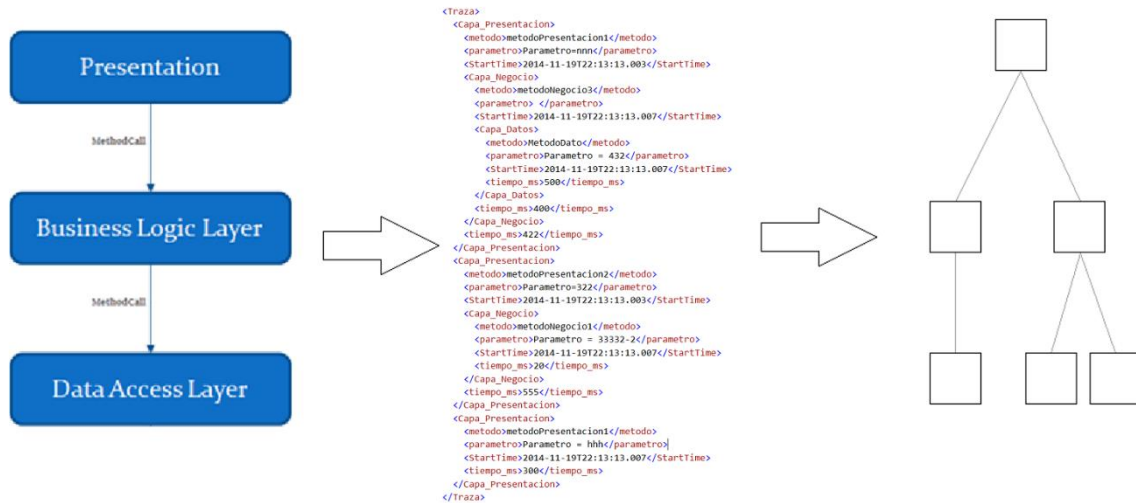 Presentation
MethodCall
Business Logic Layer
MethodCall
Data Access Layer
<Traza>
<Capa_Presentacion>
<metodo>metodoPresentacion1</metodo>
<parametro>Parametro=nnn</parametro>
<StartTime>2014-11-19T22:13:13.003</StartTime>
<Capa_Negocio>
<metodo>metodoNegocio3</metodo>
<parametro> </parametro>
<StartTime>2014-11-19T22:13:13.007</StartTime>
<Capa_Datos>
<metodo>MetodoDato</metodo>
<parametro>Parametro = 432</parametro>
<StartTime>2014-11-19T22:13:13.007</StartTime>
<tiempo_ms>500</tiempo_ms>
</Capa_Datos>
<tiempo_ms>400</tiempo_ms>
</Capa_Negocio>
<tiempo_ms>422</tiempo_ms>
</Capa_Presentacion>
<Capa_Presentacion>
<metodo>metodoPresentacion2</metodo>
<parametro>Parametro=322</parametro>
<StartTime>2014-11-19T22:13:13.003</StartTime>
<Capa_Negocio>
<metodo>metodoNegocio1</metodo>
<parametro>Parametro = 33332-2</parametro>
<StartTime>2014-11-19T22:13:13.007</StartTime>
<tiempo_ms>20</tiempo_ms>
</Capa_Negocio>
<tiempo_ms>555</tiempo_ms>
</Capa_Presentacion>
<Capa_Presentacion>
<metodo>metodoPresentacion1</metodo>
<parametro>Parametro = hhh</parametro>
<StartTime>2014-11-19T22:13:13.007</StartTime>
<tiempo_ms>300</tiempo_ms>
</Capa_Presentacion>
</Traza>